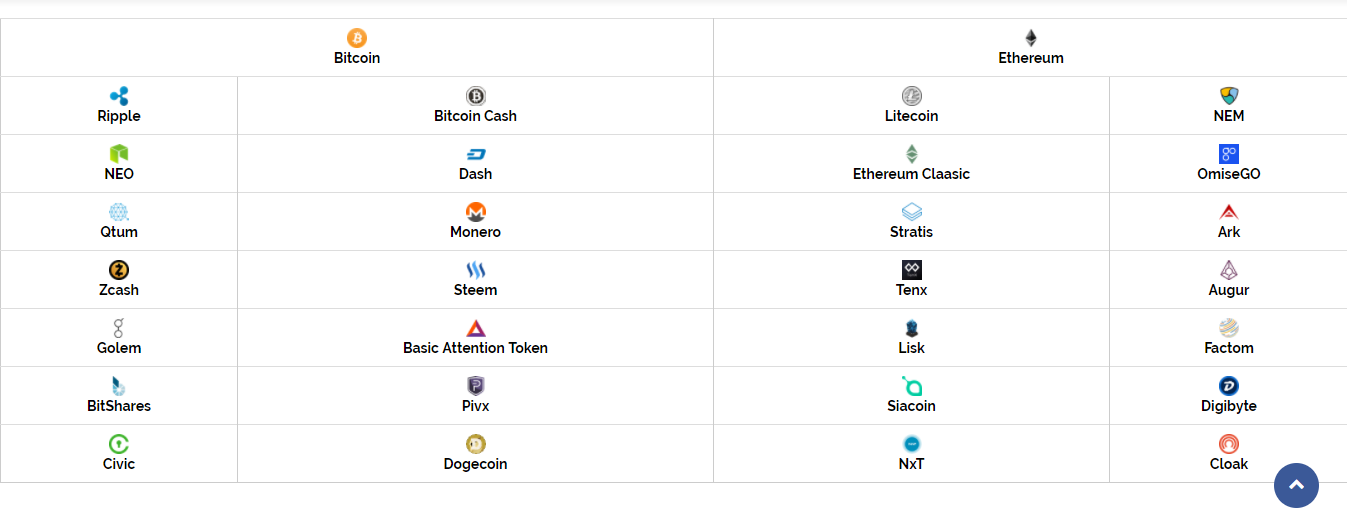 Bitcoin
Ethereum
Ripple
Bitcoin Cash
Litecoin
NEM
NEO
Dash
Ethereum Claasic
OmiseGO
Qtum
Monero
Stratis
Ark
Zcash
Steem
Tenx
Augur
Golem
Basic Attention Token
Lisk
Factom
BitShares
Pivx
Siacoin
Digibyte
Civic
Dogecoin
NxT
Cloak